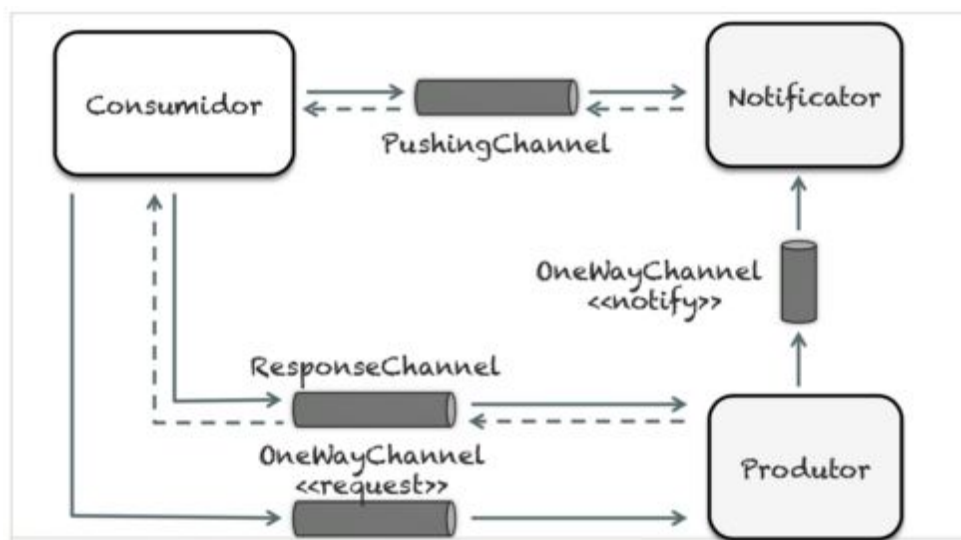 Consumidor
Notificator
PushingChannel
OneWayChannel
<<notify>>
ResponseChannel
OneWayChannel
<<request>>
Produtor